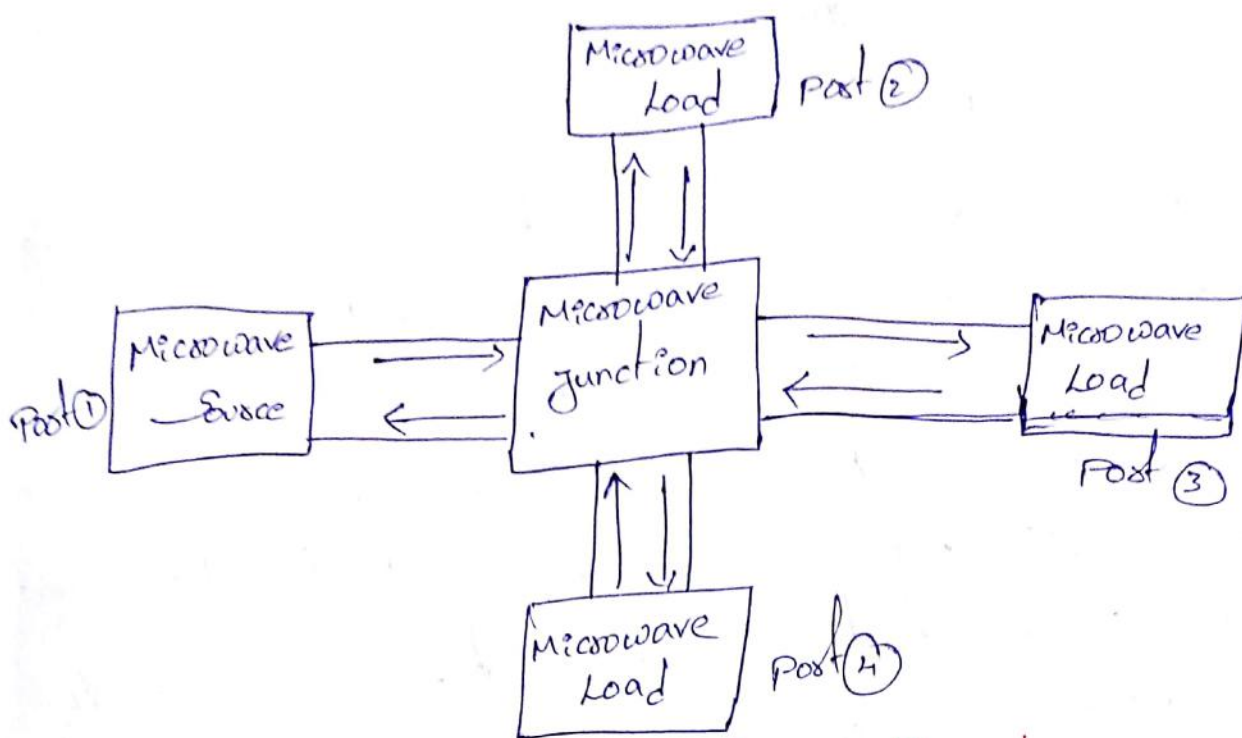 Microwave
Load
Port ②
Microwave
Junction
Port ①
Microwave
Source
Microwave
Load
Port ③
Microwave
Load
Port ④